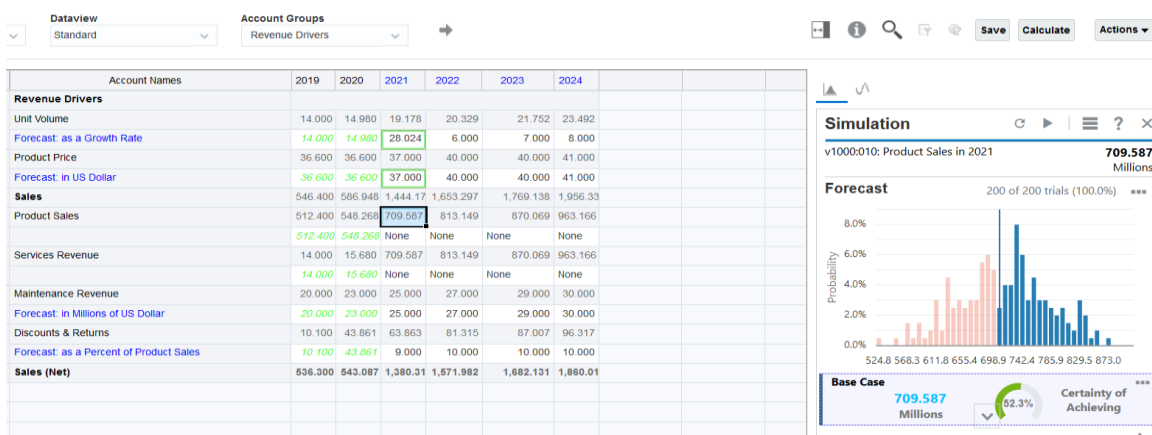 Dataview Account Groups
Standard Revenue Drivers Save Calculate Actions
Account Names 2019 2020 2021 2022 2023 2024
Revenue Drivers
Unit Volume 14.000 14.980 19.178 20.329 21.752 23.492
Forecast: as a Growth Rate 14.000 14.980 28.024 6.000 7.000 8.000
Product Price 36.600 36.600 37.000 40.000 40.000 41.000
Forecast: in US Dollar 36.600 36.600 37.000 40.000 40.000 41.000
Sales 546.400 586.948 1,444.17 1,653.297 1,769.138 1,956.33
Product Sales 512.400 548.268 709.587 813.149 870.069 963.166
512.400 548.268 None None None None
Services Revenue 14.000 15.680 709.587 813.149 870.069 963.166
14.000 15.680 None None None None
Maintenance Revenue 20.000 23.000 25.000 27.000 29.000 30.000
Forecast: in Millions of US Dollar 20.000 23.000 25.000 27.000 29.000 30.000
Discounts & Returns 10.100 43.861 63.863 81.315 87.007 96.317
Forecast: as a Percent of Product Sales 10.100 43.861 9.000 10.000 10.000 10.000
Sales (Net) 536.300 543.087 1,380.31 1,571.982 1,682.131 1,860.01
Simulation
v1000:010: Product Sales in 2021 709.587
Millions
Forecast 200 of 200 trials (100.0%)
Probability
8.0%
6.0%
4.0%
2.0%
0.0%
524.8 568.3 611.8 655.4 698.9 742.4 785.9 829.5 873.0
Base Case
709.587
Millions
52.3%
Certainty of
Achieving